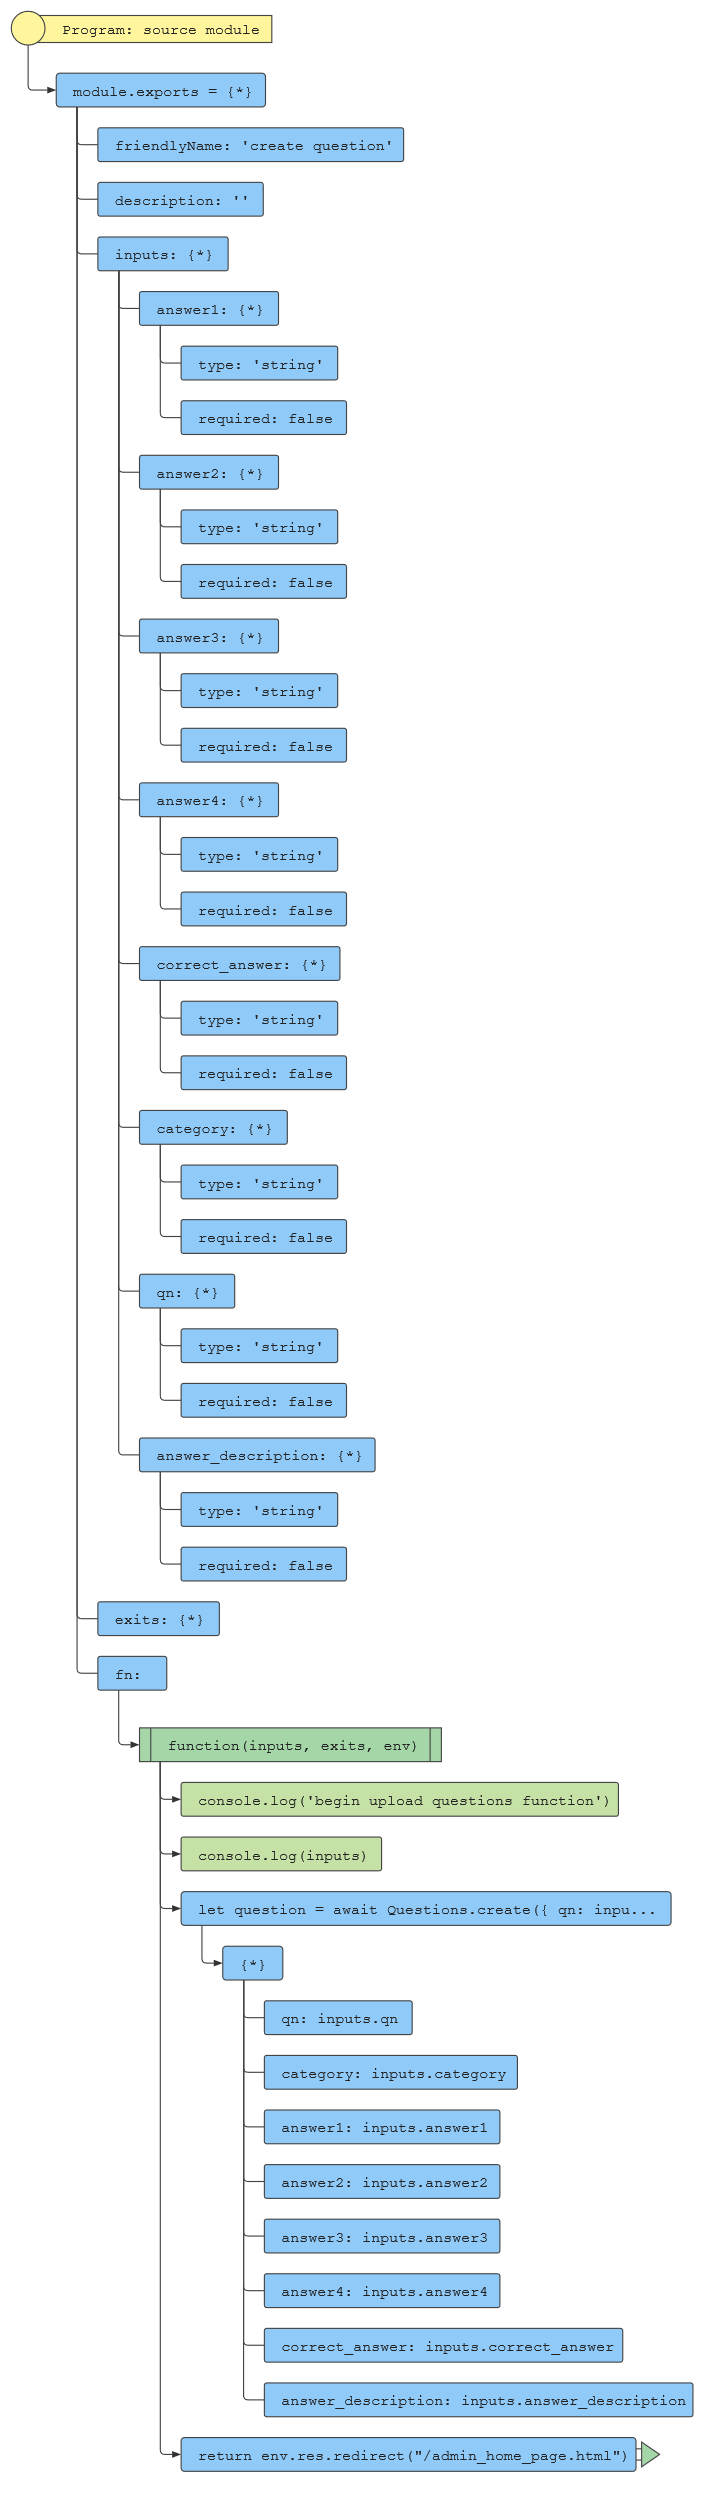 Program: source module
module.exports = {*}
friendlyName: 'create question'
description: ''
inputs: {*}
answer1: {*}
type: 'string'
required: false
answer2: {*}
type: 'string'
required: false
answer3: {*}
type: 'string'
required: false
answer4: {*}
type: 'string'
required: false
correct_answer: {*}
type: 'string'
required: false
category: {*}
type: 'string'
required: false
qn: {*}
type: 'string'
required: false
answer_description: {*}
type: 'string'
required: false
exits: {*}
fn:
function(inputs, exits, env)
console.log('begin upload questions function')
console.log(inputs)
let question = await Questions.create({ qn: inpu...
{*}
qn: inputs.qn
category: inputs.category
answer1: inputs.answer1
answer2: inputs.answer2
answer3: inputs.answer3
answer4: inputs.answer4
correct_answer: inputs.correct_answer
answer_description: inputs.answer_description
return env.res.redirect("/admin_home_page.html")